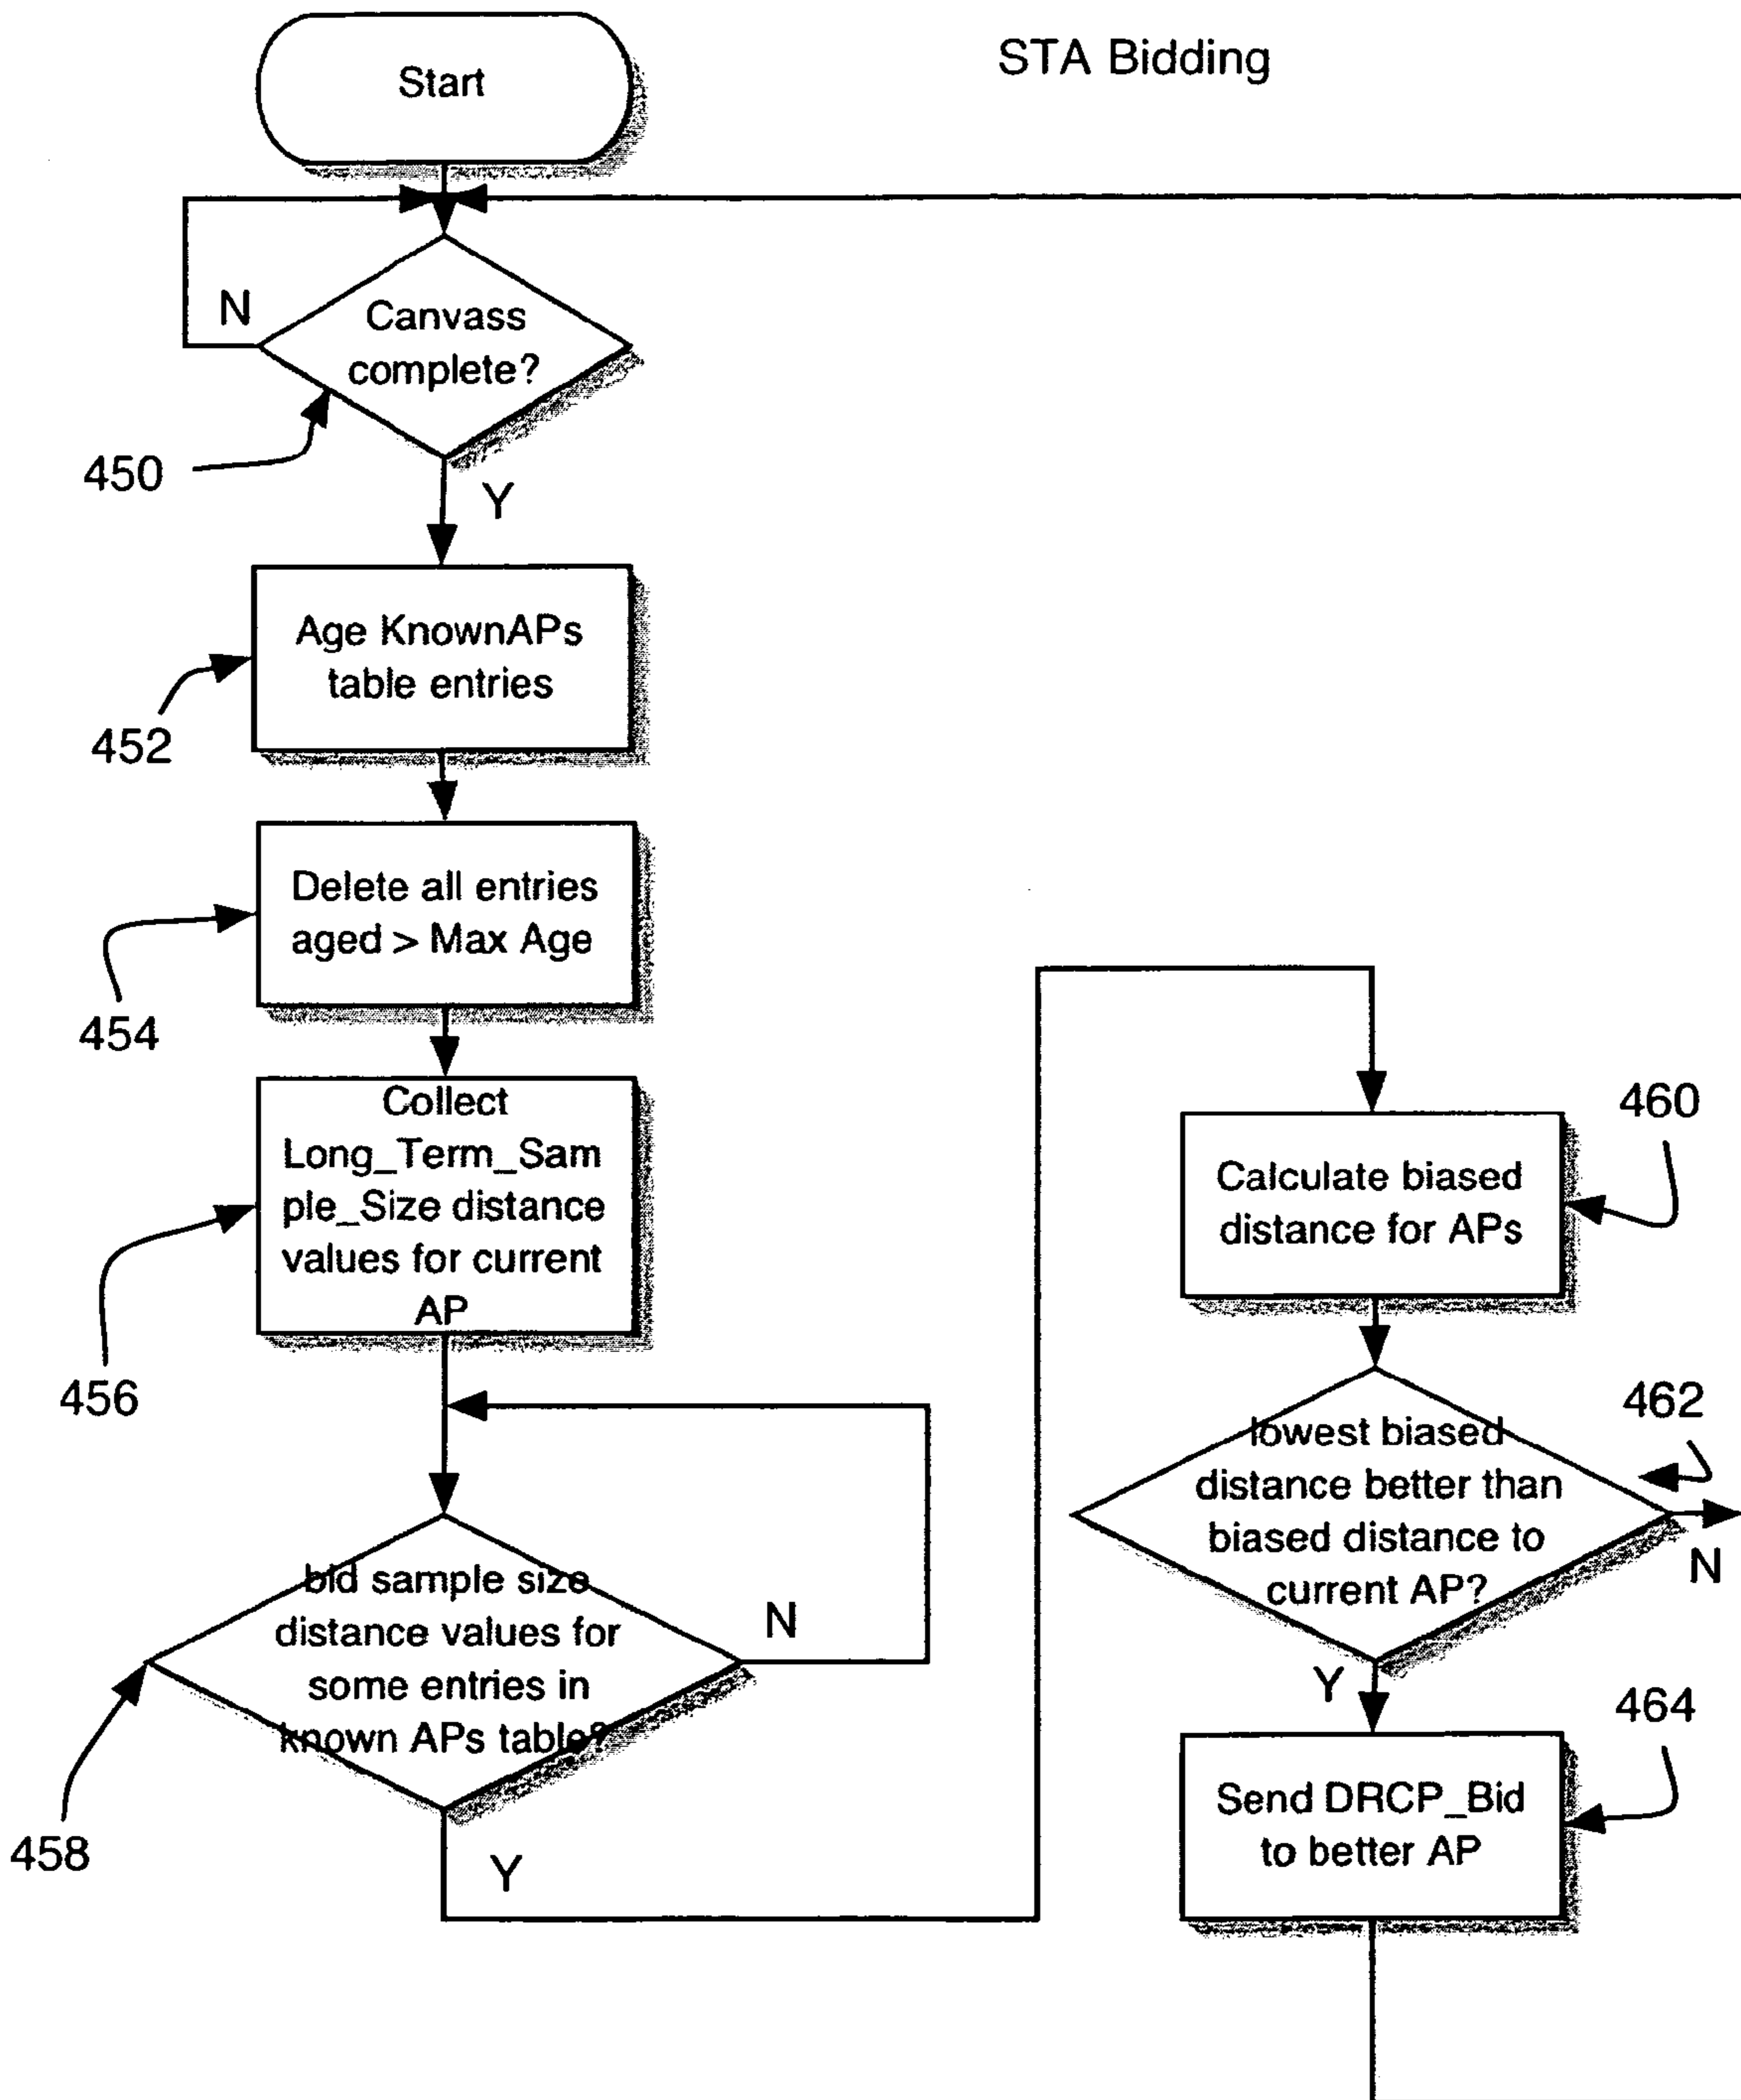 STA Bidding
Start
N
Canvass
complete?
450
Y
Age KnownAPs
table entries
452
Delete all entries
aged > Max Age
454
Collect
Long_Term_Sam
ple_Size distance
values for current
AP
456
bid sample size
distance values for
some entries in
known APs table?
N
458
Y
460
Calculate biased
distance for APs
462
lowest biased
distance better than
biased distance to
current AP?
N
Y
464
Send DRCP_Bid
to better AP